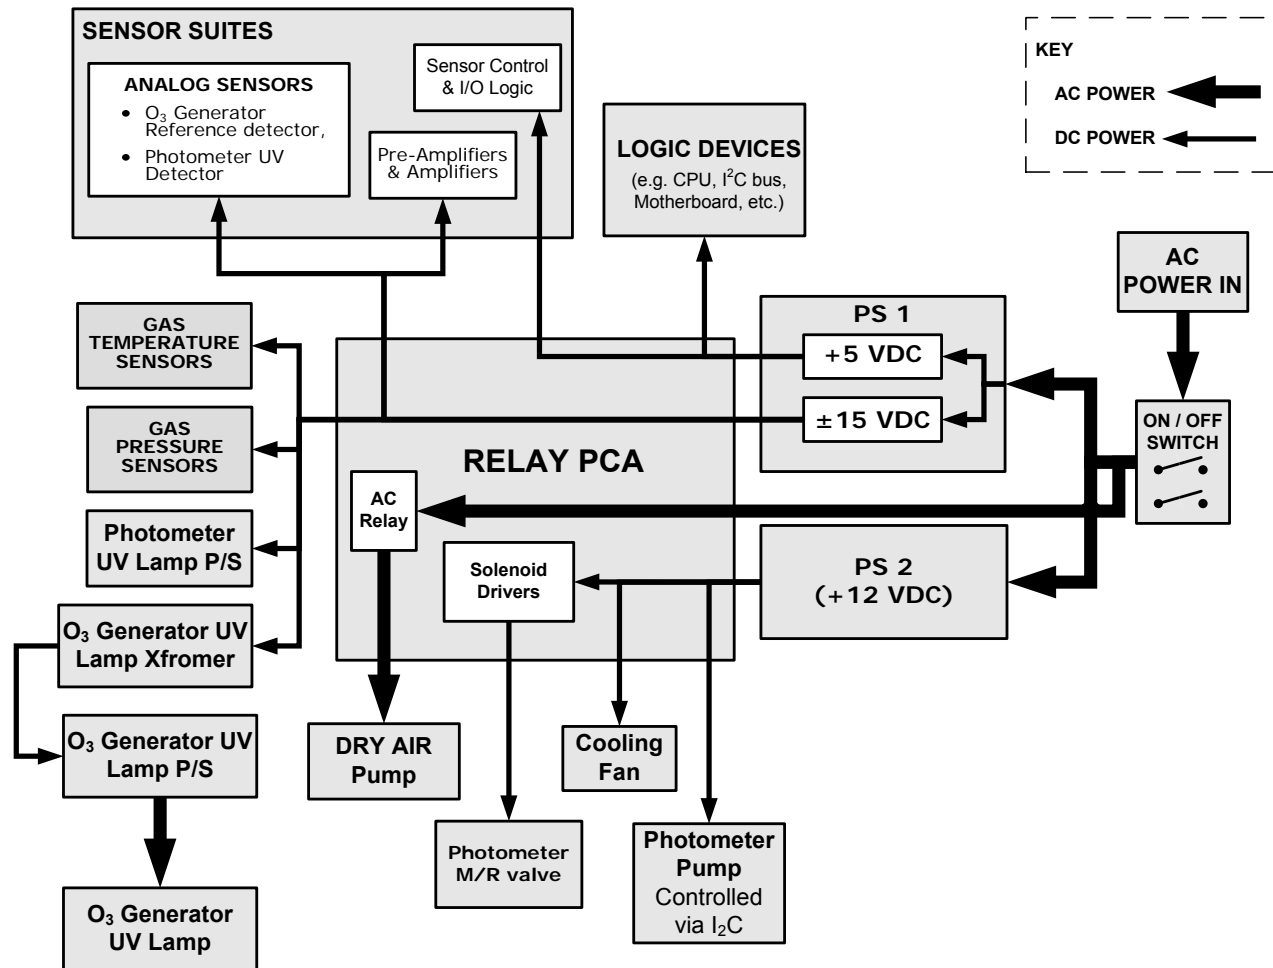 SENSOR SUITES
ANALOG SENSORS
• O₃ Generator
Reference detector,
• Photometer UV
Detector
Sensor Control
& I/O Logic
Pre-Amplifiers
& Amplifiers
LOGIC DEVICES
(e.g. CPU, I²C bus,
Motherboard, etc.)
KEY
AC POWER
DC POWER
AC
POWER IN
GAS
TEMPERATURE
SENSORS
GAS
PRESSURE
SENSORS
Photometer
UV Lamp P/S
O₃ Generator UV
Lamp Xfromer
O₃ Generator UV
Lamp P/S
O₃ Generator
UV Lamp
RELAY PCA
AC
Relay
Solenoid
Drivers
PS 1
+5 VDC
±15 VDC
ON / OFF
SWITCH
PS 2
(+12 VDC)
DRY AIR
Pump
Cooling
Fan
Photometer
M/R valve
Photometer
Pump
Controlled
via I₂C